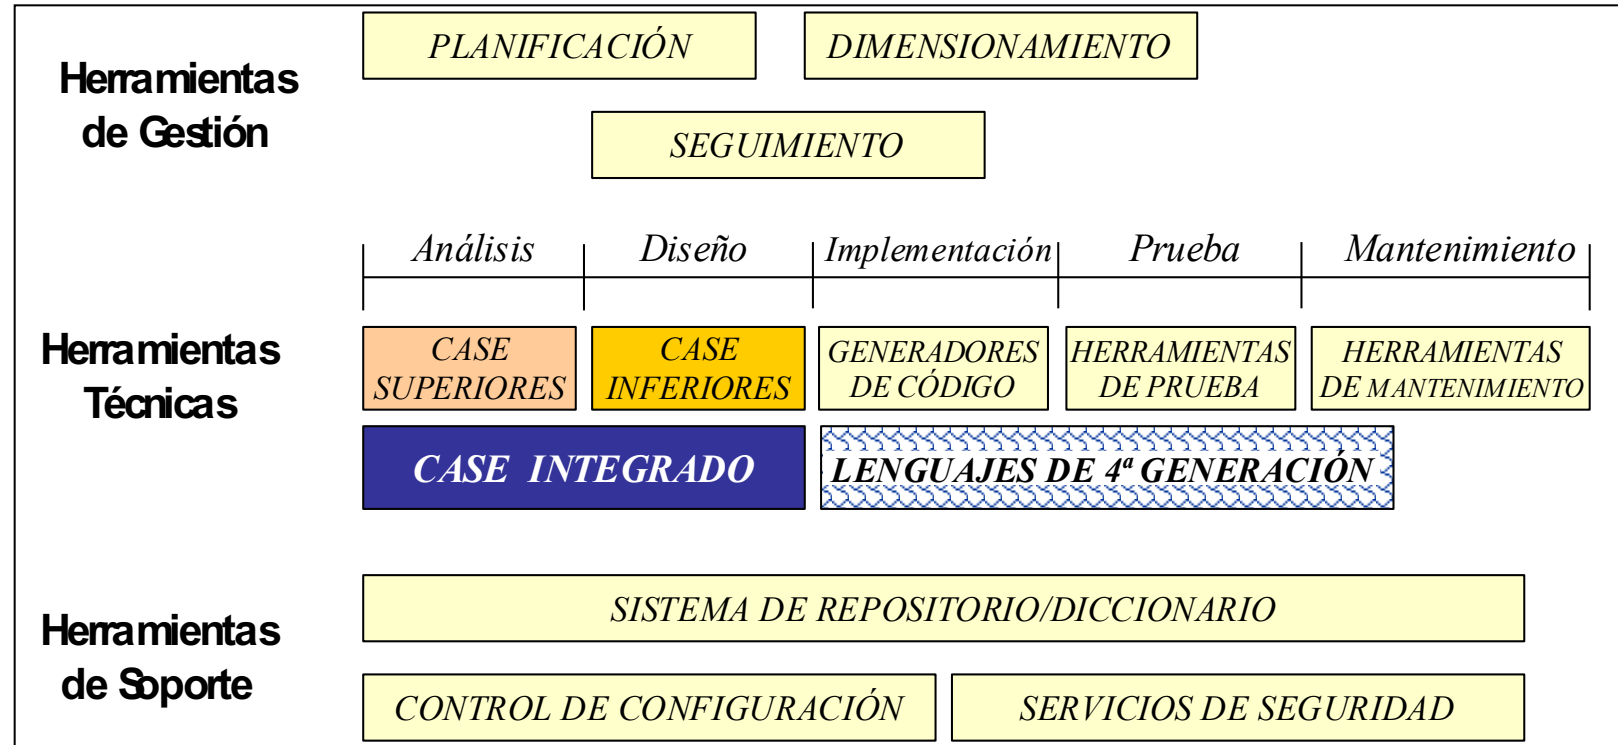 PLANIFICACIÓN
DIMENSIONAMIENTO
Herramientas
de Gestión
SEGUIMIENTO
Análisis
Diseño
Implementación
Prueba
Mantenimiento
Herramientas
Técnicas
CASE
SUPERIORES
CASE
INFERIORES
GENERADORES
DE CÓDIGO
HERRAMIENTAS
DE PRUEBA
HERRAMIENTAS
DE MANTENIMIENTO
CASE INTEGRADO
LENGUAJES DE 4ª GENERACIÓN
Herramientas
de Soporte
SISTEMA DE REPOSITORIO/DICCIONARIO
CONTROL DE CONFIGURACIÓN
SERVICIOS DE SEGURIDAD